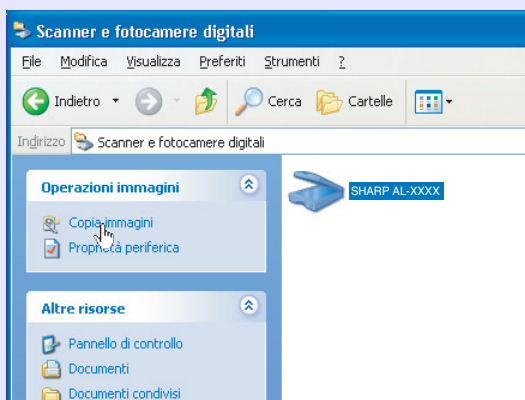 Scanner e fotocamere digitali
File Modifica Visualizza Preferiti Strumenti ?
Indietro Cerca Cartelle
Indirizzo Scanner e fotocamere digitali
Operazioni immagini
SHARP AL-XXXX
Copia immagini
Proprietà periferica
Altre risorse
Pannello di controllo
Documenti
Documenti condivisi